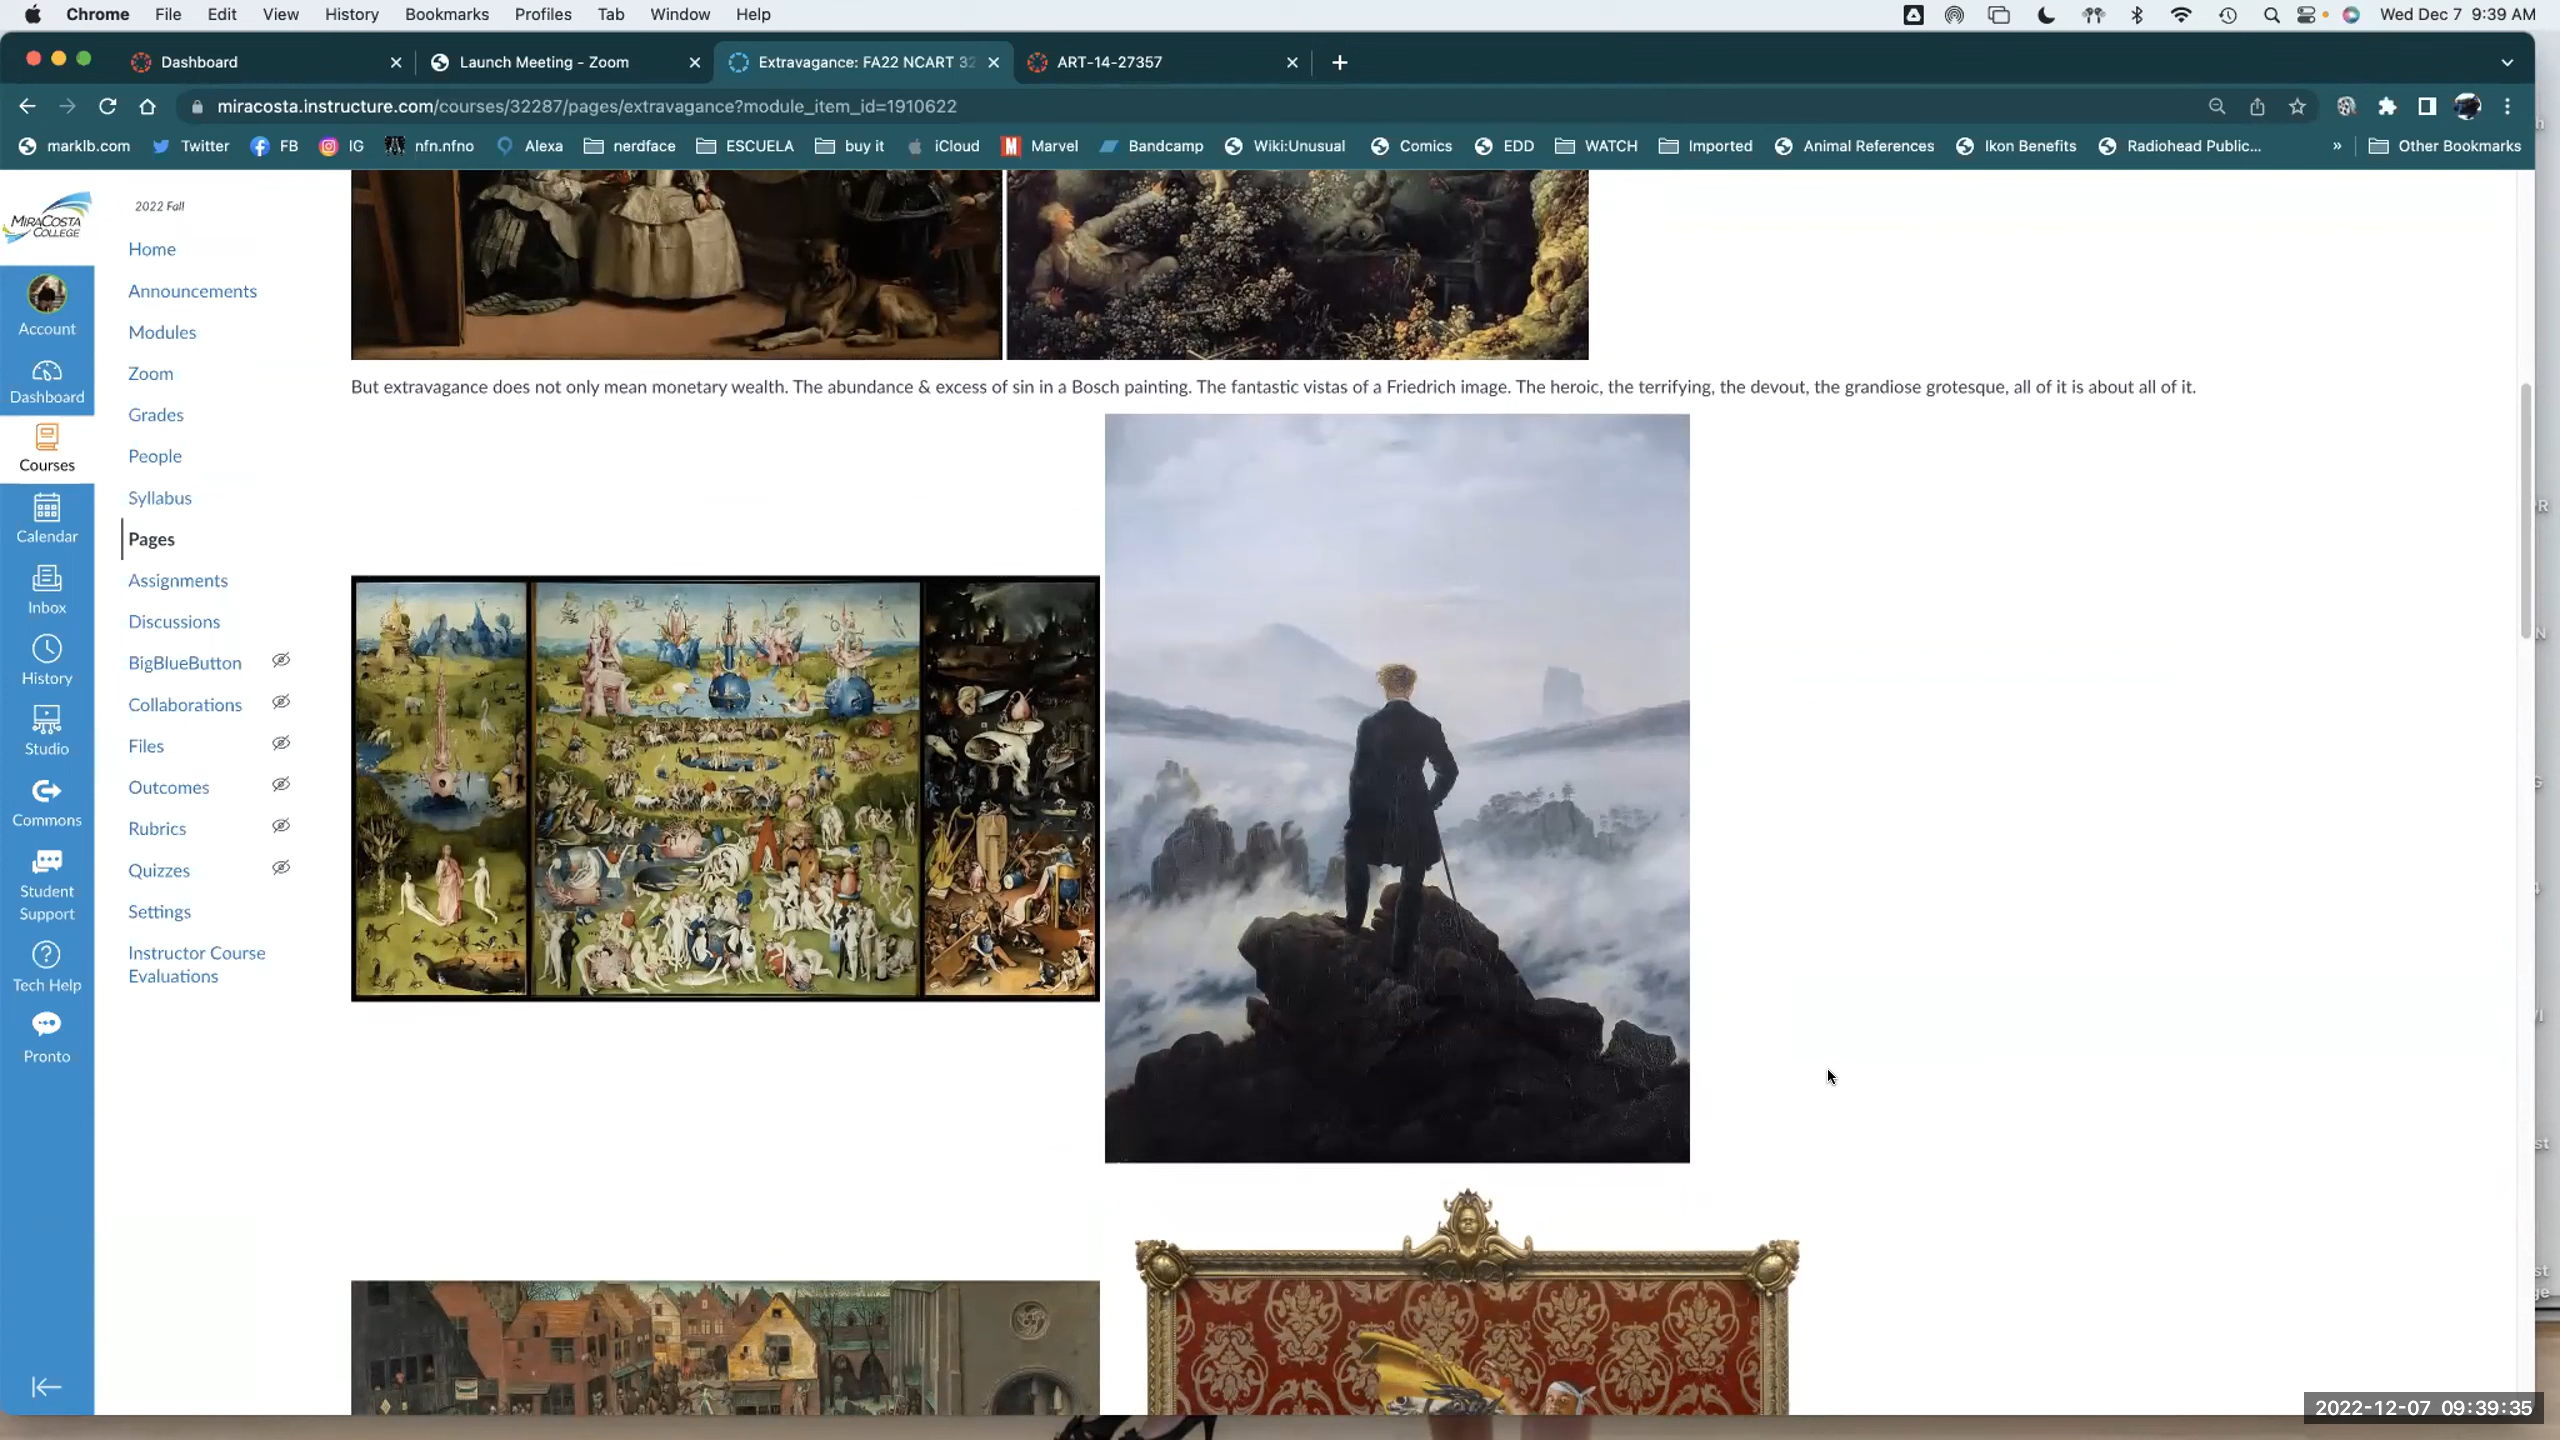 Chrome File Edit View History Bookmarks Profiles Tab Window Help Wed Dec 7 9:39 AM
Dashboard Launch Meeting - Zoom Extravagance: FA22 NCART 32 ART-14-27357
miracosta.instructure.com/courses/32287/pages/extravagance?module_item_id=1910622
marklb.com Twitter FB IG nfn.nfno Alexa nerdface ESCUELA buy it iCloud Marvel Bandcamp Wiki:Unusual Comics EDD WATCH Imported Animal References Ikon Benefits Radiohead Public... » Other Bookmarks
MIRACOSTA
COLLEGE
Account
Dashboard
Courses
Calendar
Inbox
History
Studio
Commons
Student
Support
Tech Help
Pronto
2022 Fall
Home
Announcements
Modules
Zoom
Grades
People
Syllabus
Pages
Assignments
Discussions
BigBlueButton
Collaborations
Files
Outcomes
Rubrics
Quizzes
Settings
Instructor Course
Evaluations
But extravagance does not only mean monetary wealth. The abundance & excess of sin in a Bosch painting. The fantastic vistas of a Friedrich image. The heroic, the terrifying, the devout, the grandiose grotesque, all of it is about all of it.
2022-12-07 09:39:35